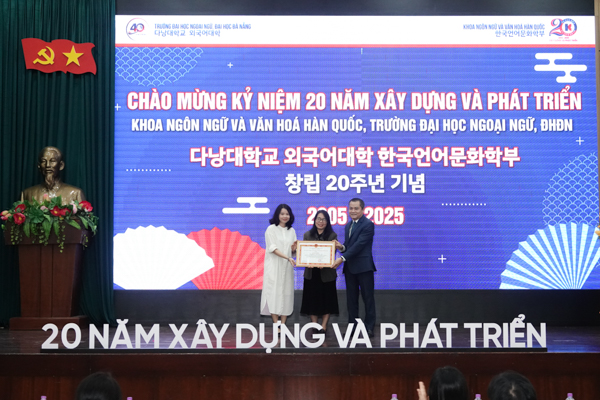 TRƯỜNG ĐẠI HỌC NGOẠI NGỮ, ĐẠI HỌC ĐÀ NẴNG
다낭대학교 외국어대학
KHOA NGÔN NGỮ VÀ VĂN HOÁ HÀN QUỐC
한국언어문화학부
40
20
CHÀO MỪNG KỶ NIỆM 20 NĂM XÂY DỰNG VÀ PHÁT TRIỂN
KHOA NGÔN NGỮ VÀ VĂN HOÁ HÀN QUỐC, TRƯỜNG ĐẠI HỌC NGOẠI NGỮ, ĐHĐN
다낭대학교 외국어대학 한국언어문화학부
창립 20주년 기념
2005 2025
20 NĂM XÂY DỰNG VÀ PHÁT TRIỂN